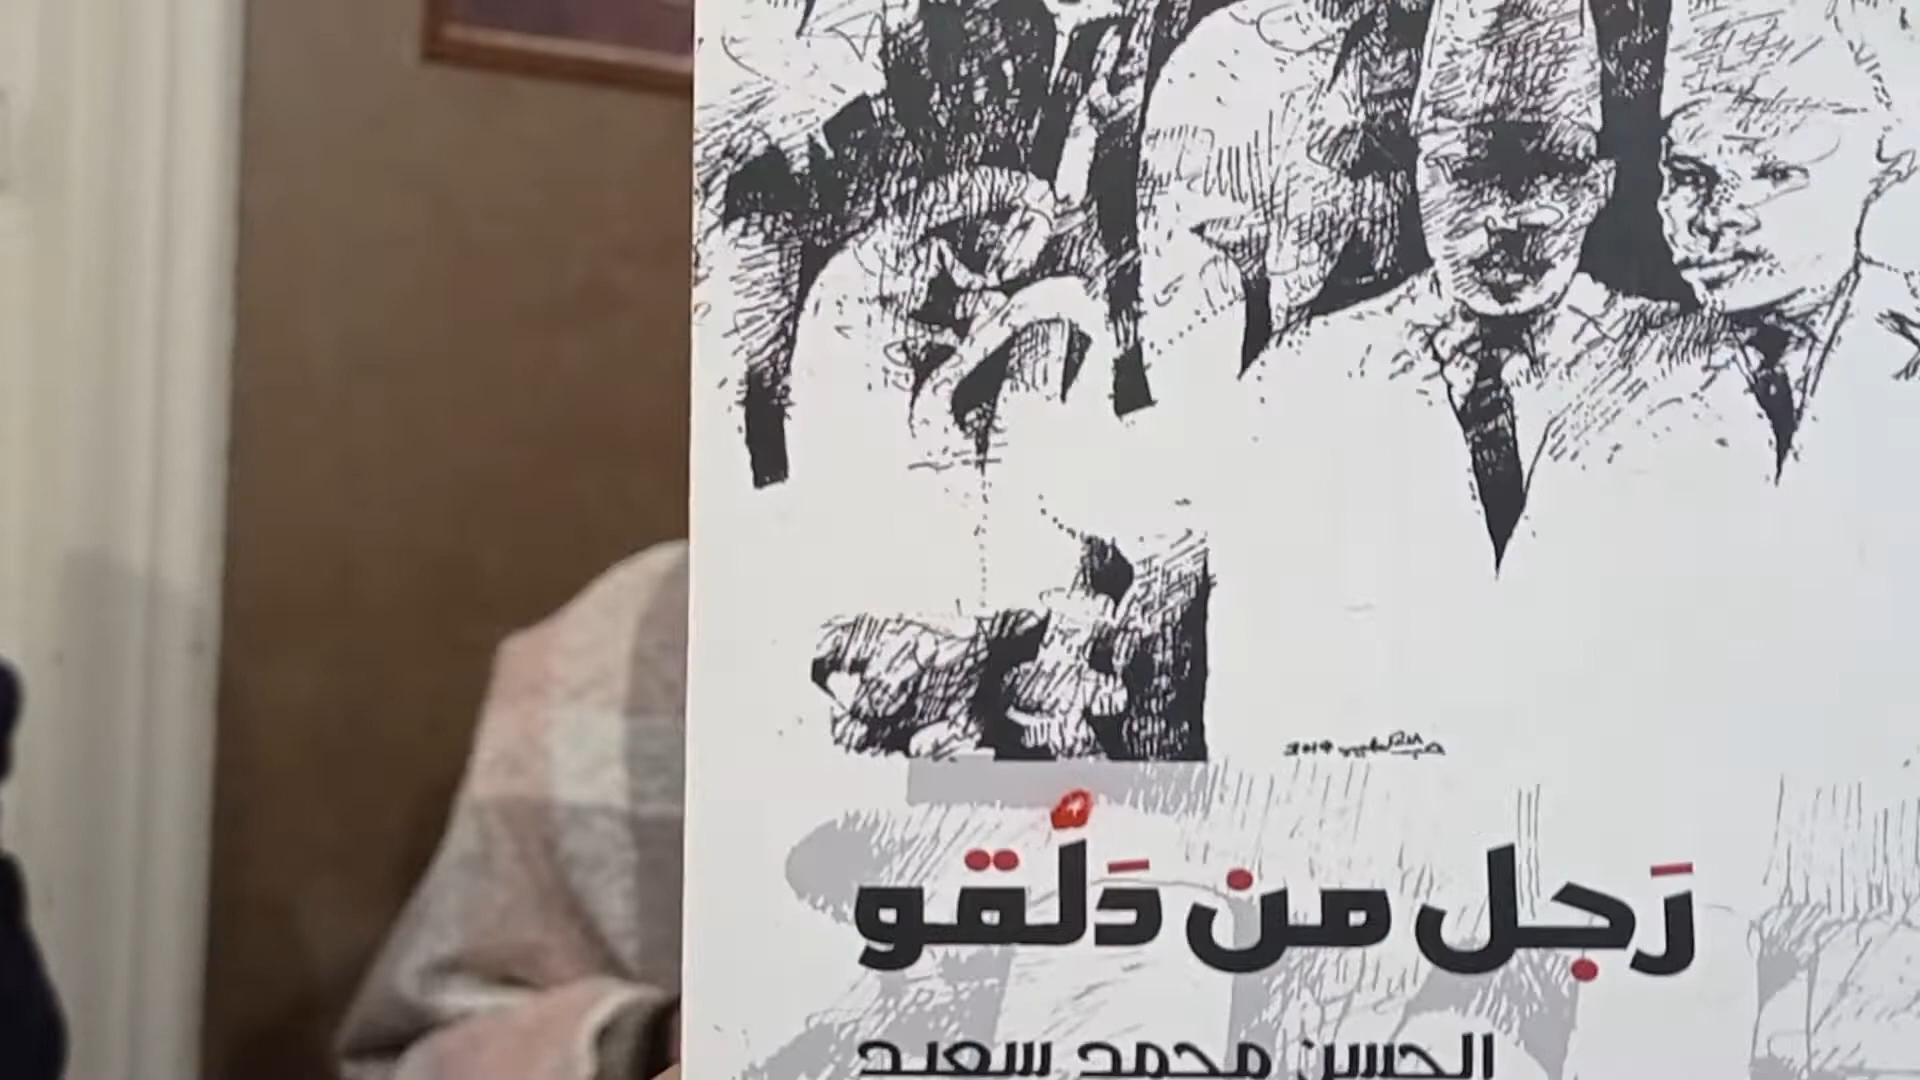 رَجل من دَلُقو
الحسن محمد سعيد